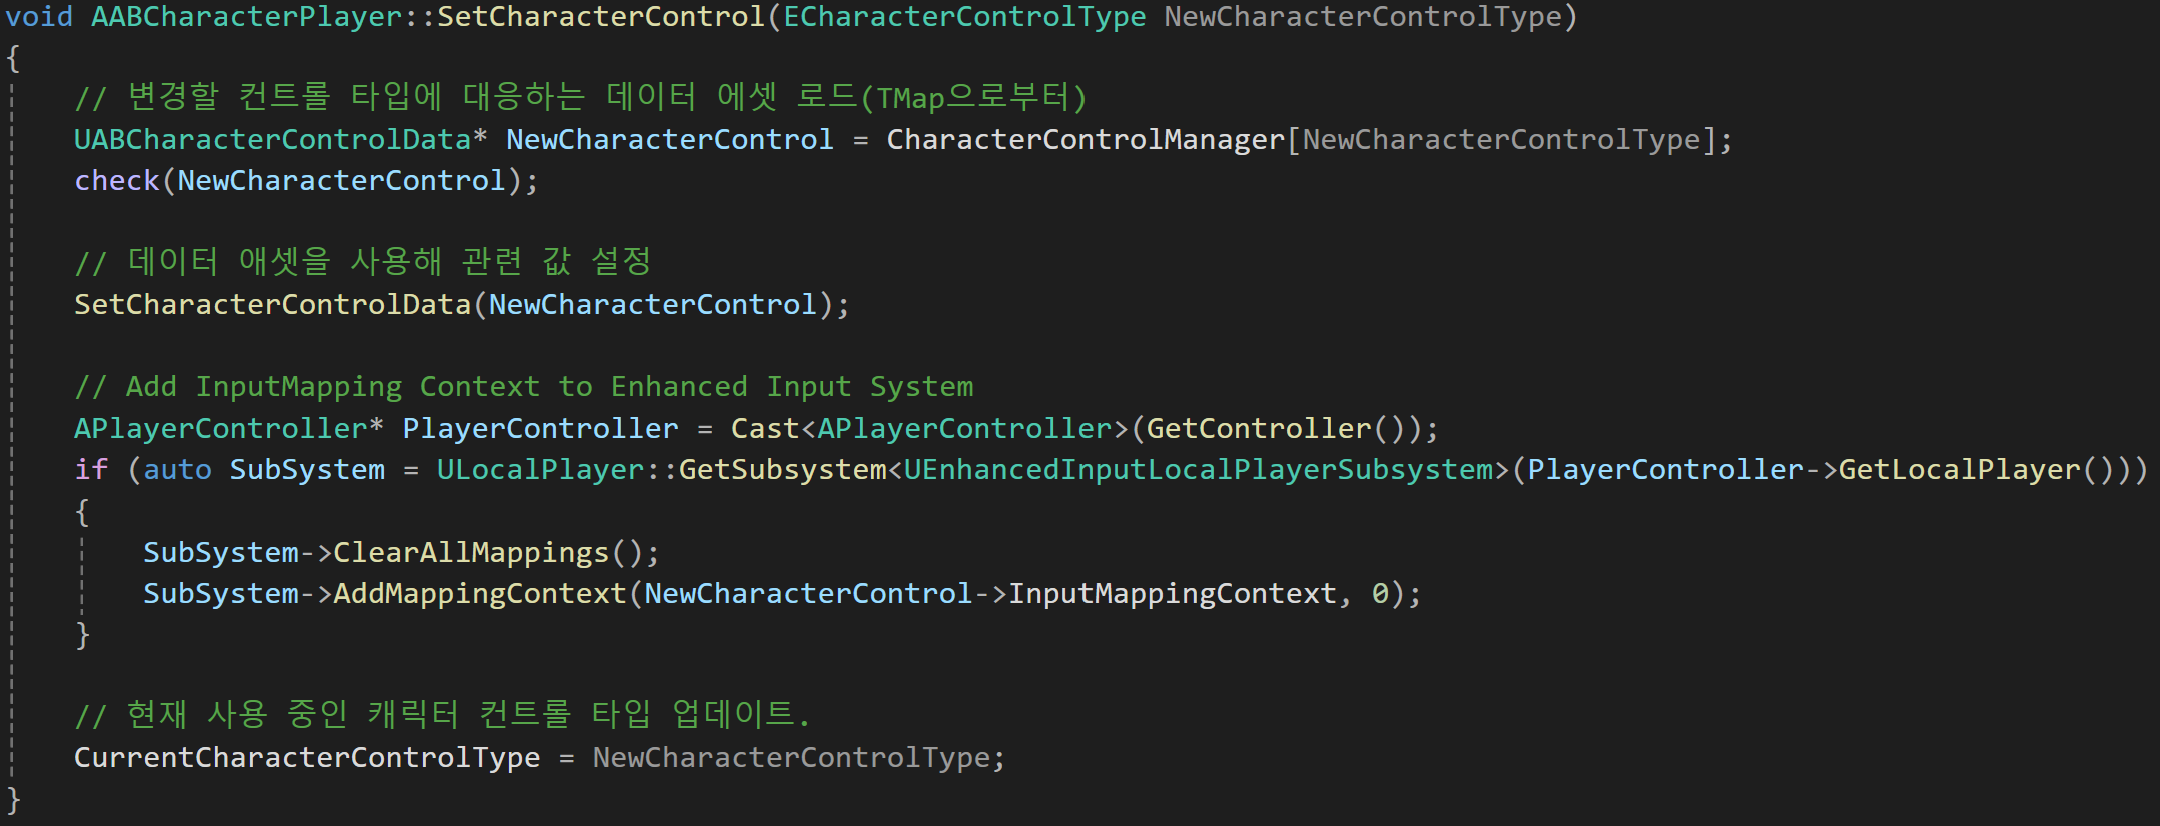 void AABCharacterPlayer::SetCharacterControl(ECharacterControlType NewCharacterControlType)
{
// 변경할 컨트롤 타입에 대응하는 데이터 에셋 로드(TMap으로부터)
UABCharacterControlData* NewCharacterControl = CharacterControlManager[NewCharacterControlType];
check(NewCharacterControl);
// 데이터 애셋을 사용해 관련 값 설정
SetCharacterControlData(NewCharacterControl);
// Add InputMapping Context to Enhanced Input System
APlayerController* PlayerController = Cast<APlayerController>(GetController());
if (auto SubSystem = ULocalPlayer::GetSubsystem<UEnhancedInputLocalPlayerSubsystem>(PlayerController->GetLocalPlayer()))
{
SubSystem->ClearAllMappings();
SubSystem->AddMappingContext(NewCharacterControl->InputMappingContext, 0);
}
// 현재 사용 중인 캐릭터 컨트롤 타입 업데이트.
CurrentCharacterControlType = NewCharacterControlType;
}